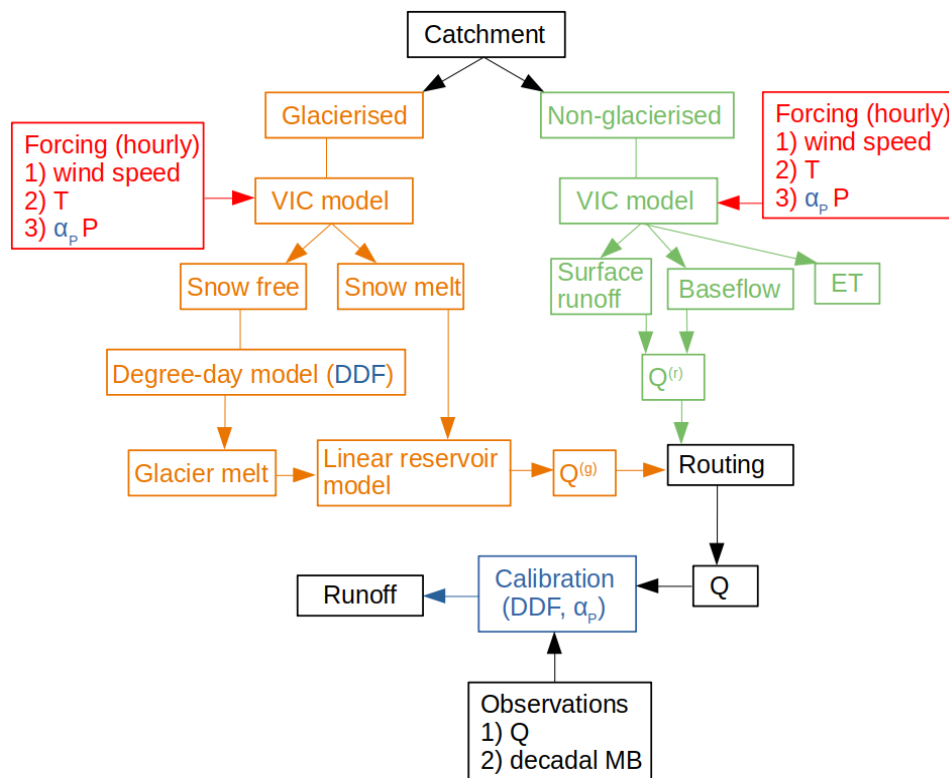 Catchment
Glacierised
Non-glacierised
Forcing (hourly)
1) wind speed
2) T
3) αₚ P
Forcing (hourly)
1) wind speed
2) T
3) αₚ P
VIC model
VIC model
Snow free
Snow melt
Surface
runoff
Baseflow
ET
Degree-day model (DDF)
Q⁽ʳ⁾
Glacier melt
Linear reservoir
model
Q⁽ᵍ⁾
Routing
Runoff
Calibration
(DDF, αₚ)
Q
Observations
1) Q
2) decadal MB